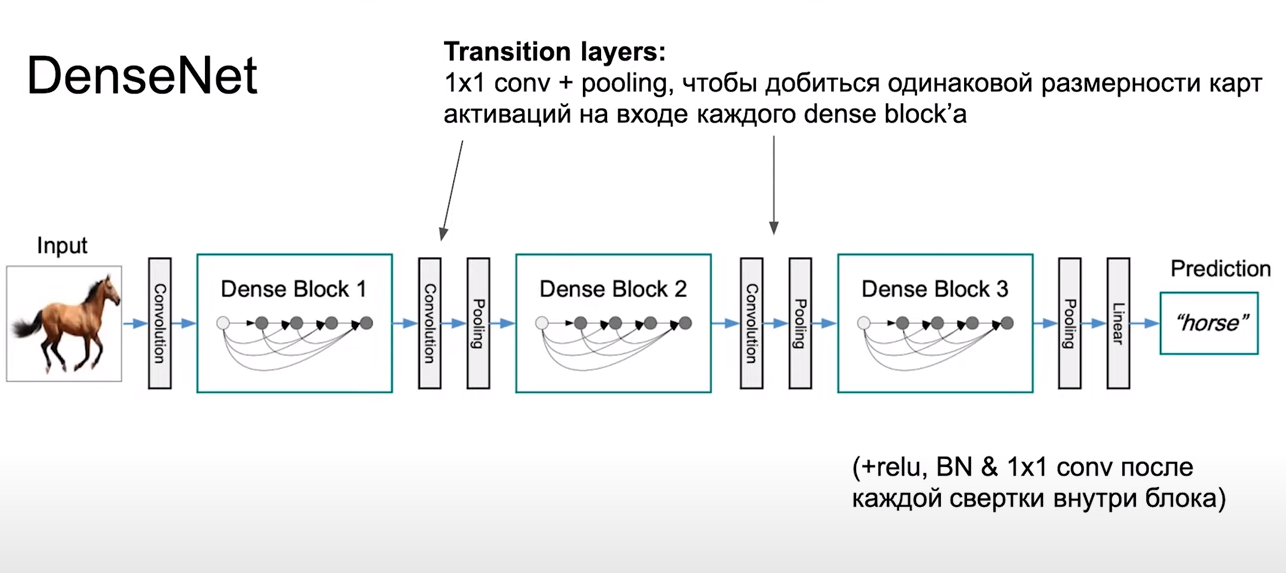 DenseNet
Transition layers:
1x1 conv + pooling, чтобы добиться одинаковой размерности карт
активаций на входе каждого dense block'a
Input
Convolution
Dense Block 1
Convolution
Pooling
Dense Block 2
Convolution
Pooling
Dense Block 3
Pooling
Linear
Prediction
“horse”
(+relu, BN & 1x1 conv после
каждой свертки внутри блока)